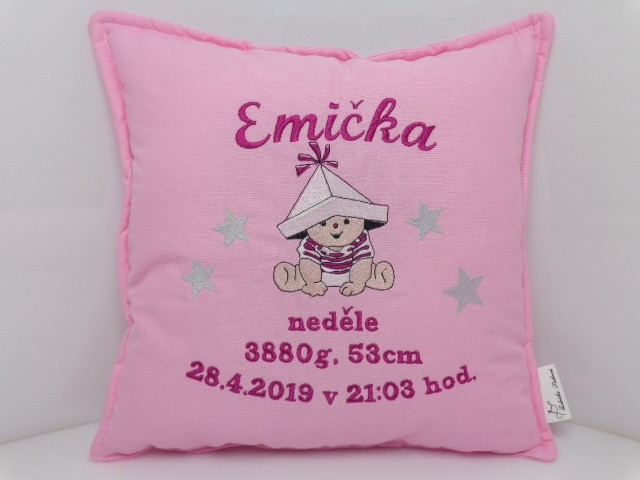 Emička
neděle
3880g, 53cm
28.4.2019 v 21:03 hod.